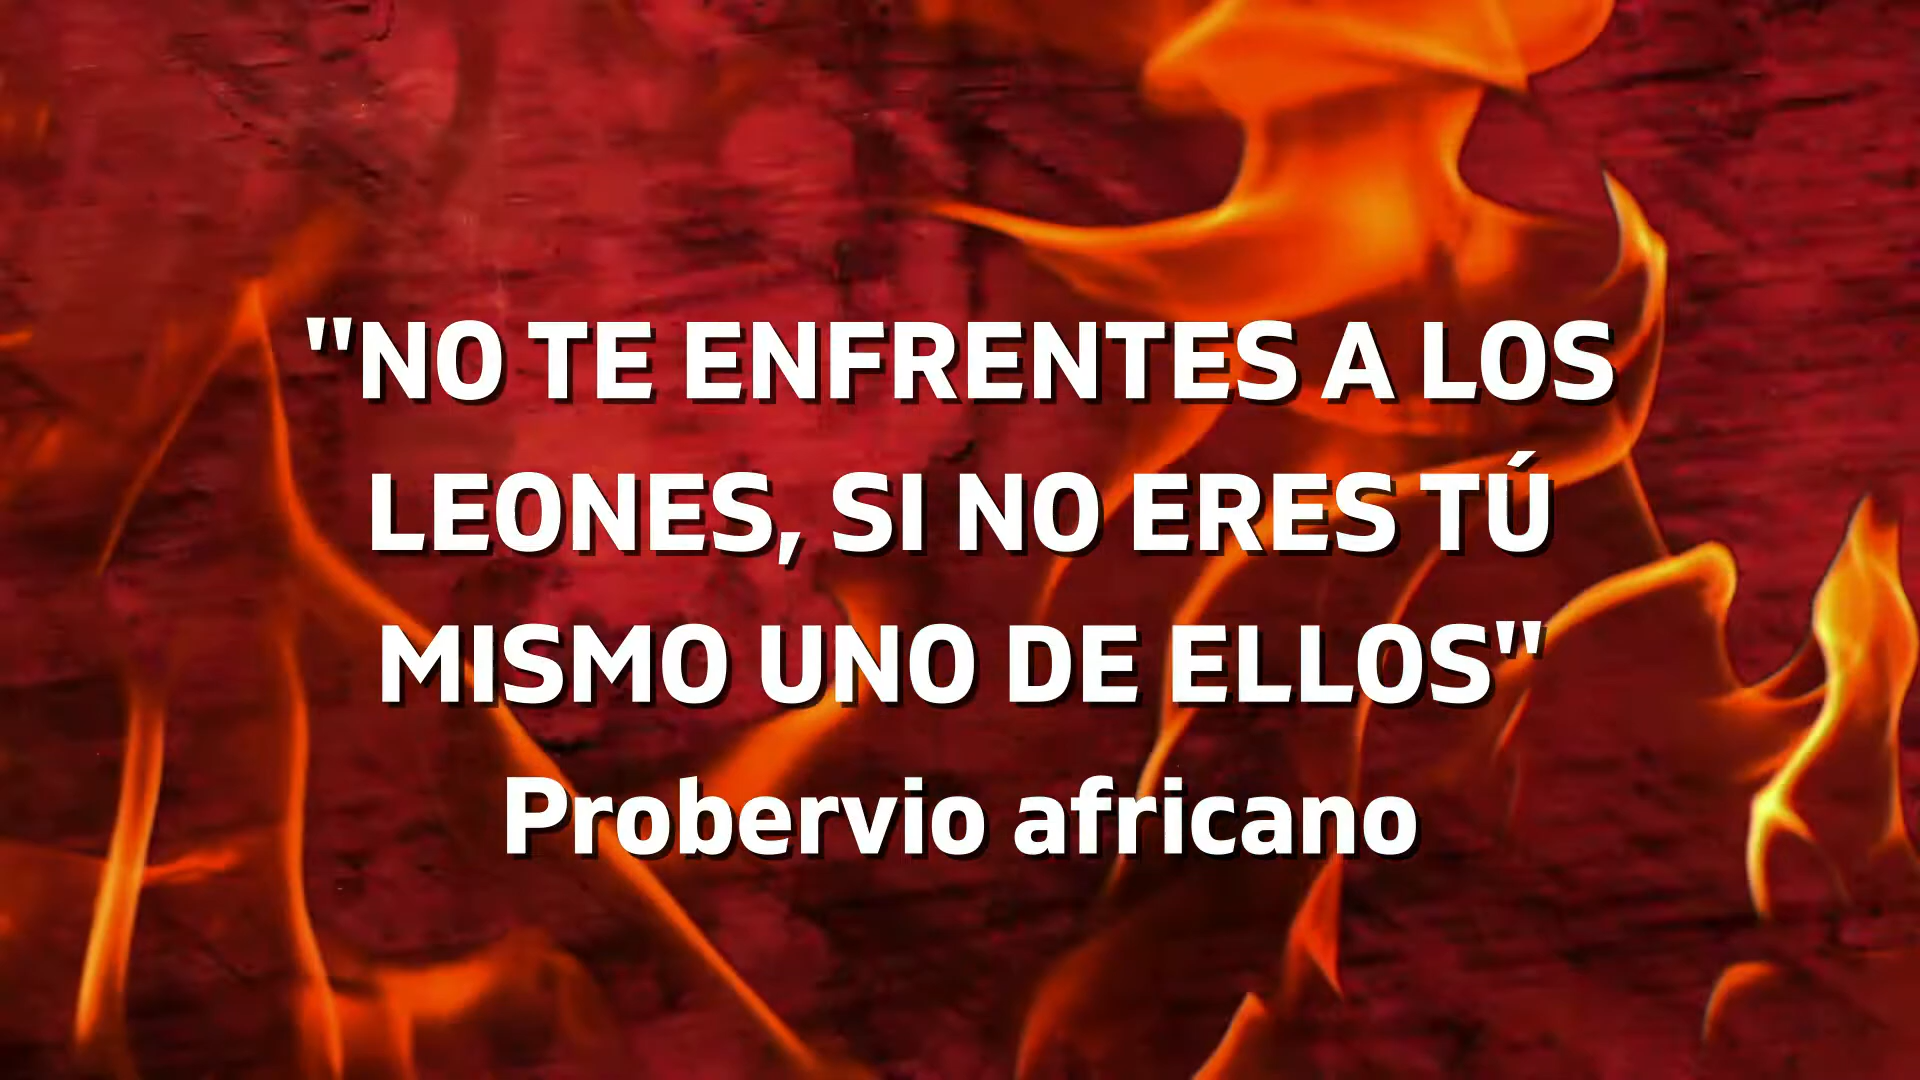 "NO TE ENFRENTES A LOS
LEONES, SI NO ERES TÚ
MISMO UNO DE ELLOS"
Probervio africano